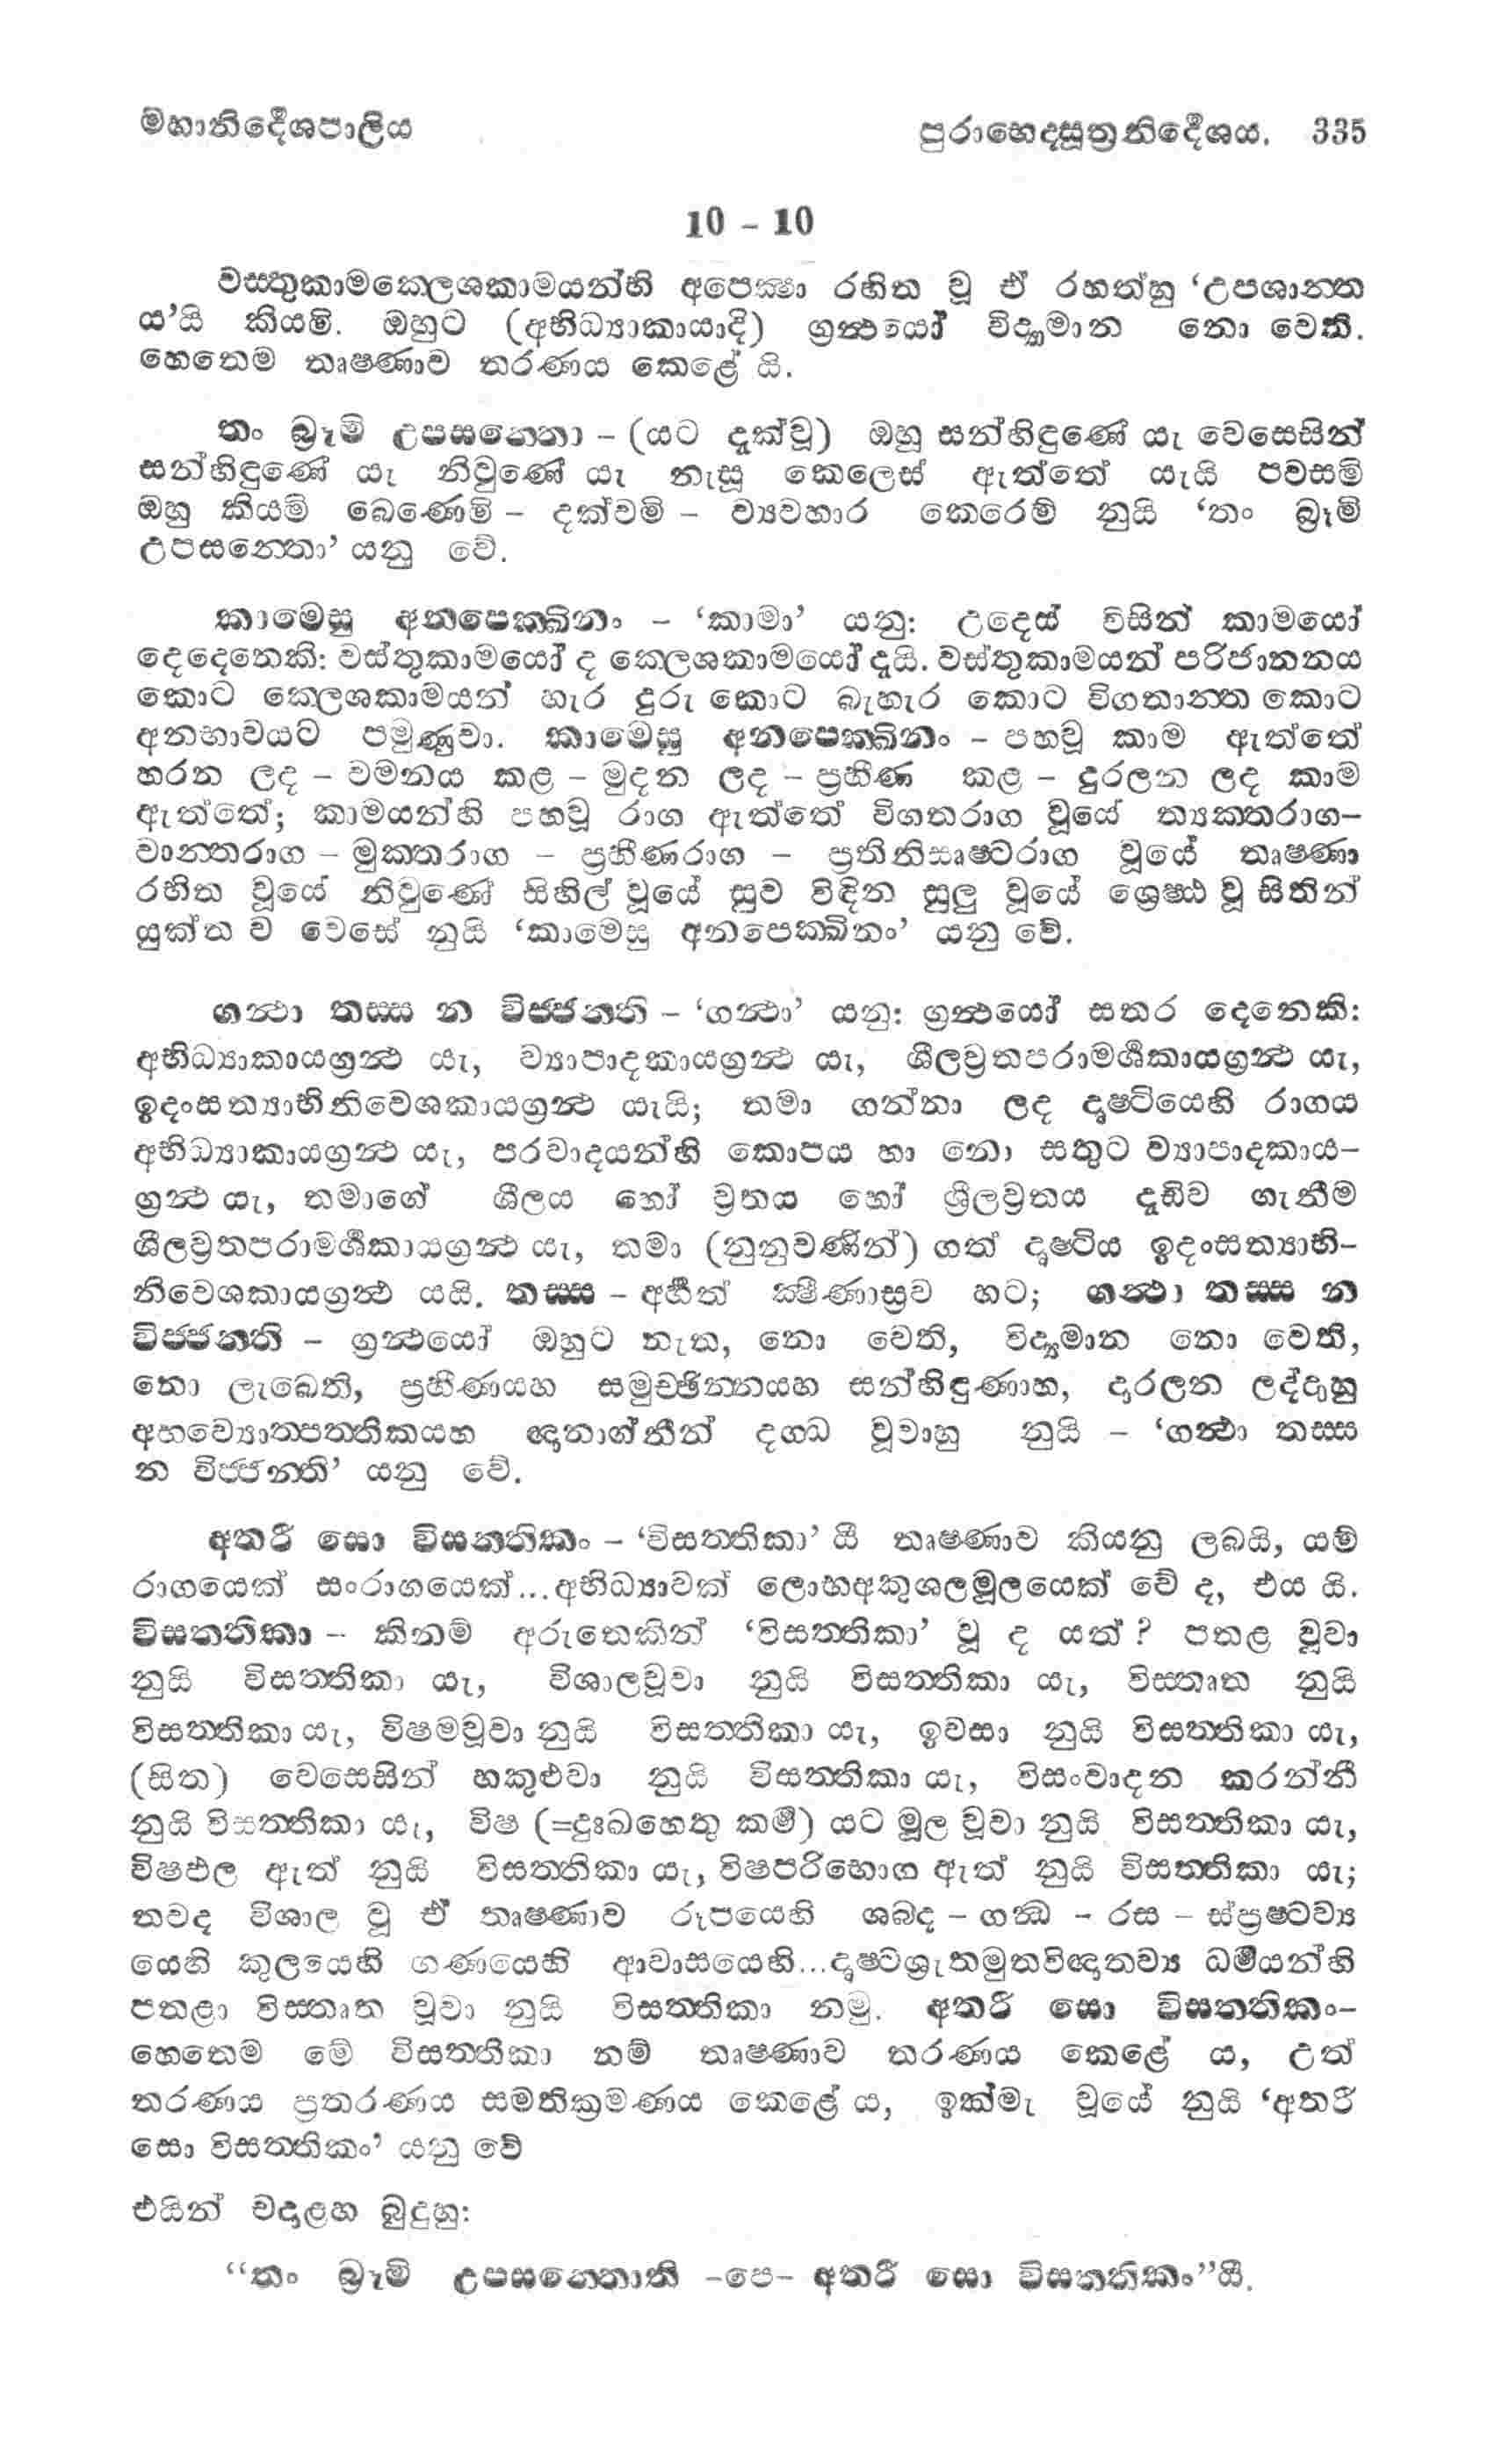 මහානිර්දේශපාලිය
පුරාභෙදසූත්‍රනිර්දේශය. 335
10 - 10
වස්තුකාමක්ලෙශකාමයන්හි අපෙක්ෂා රහිත වූ ඒ රහත්හු ‘උපශාන්ත
ය’යි කියමි. ඔහුට (අභිධ්‍යාකායාදි) ග්‍රන්ථයෝ විද්‍යමාන නො වෙති.
හෙතෙම තෘෂ්ණාව තරණය කෙළේ යි.
තං බ්‍රූමි උපසන්තො – (යට දැක්වූ) ඔහු සන්හිඳුණේ යැ වෙසෙසින්
සන්හිඳුණේ යැ නිවුණේ යැ නැසූ කෙලෙස් ඇත්තේ යැයි පවසමි
ඔහු කියමි බෙණෙමි – දක්වමි – ව්‍යවහාර කෙරෙම් නුයි ‘තං බ්‍රූමි
උපසන්තො’ යනු වේ.
කාමෙසු අනපෙක්ඛිනං – ‘කාමා’ යනු: උදෙස් විසින් කාමයෝ
දෙදෙනෙකි: වස්තුකාමයෝ ද ක්ලෙශකාමයෝ දැයි. වස්තුකාමයන් පරිජානනය
කොට ක්ලෙශකාමයන් හැර දුරු කොට බැහැර කොට විගතාන්ත කොට
අනභාවයට පමුණුවා. කාමෙසු අනපෙක්ඛිනං – පහවූ කාම ඇත්තේ
හරන ලද – වමනය කළ – මුදන ලද – ප්‍රහීණ කළ – දුරලන ලද කාම
ඇත්තේ; කාමයන්හි පහවූ රාග ඇත්තේ විගතරාග වූයේ ත්‍යක්තරාග–
වාන්තරාග – මුක්තරාග – ප්‍රහීණරාග – ප්‍රතිනිසෘෂ්ටරාග වූයේ තෘෂ්ණා
රහිත වූයේ නිවුණේ සිහිල් වූයේ සුව විඳින සුලු වූයේ ශ්‍රෙෂ්ඨ වූ සිතින්
යුක්ත ව වෙසේ නුයි ‘කාමෙසු අනපෙක්ඛිනං’ යනු වේ.
ගන්ථා තස්ස න විජ්ජන්ති – ‘ගන්ථා’ යනු: ග්‍රන්ථයෝ සතර දෙනෙකි:
අභිධ්‍යාකායග්‍රන්ථ යැ, ව්‍යාපාදකායග්‍රන්ථ යැ, ශීලව්‍රතපරාමර්ශකායග්‍රන්ථ යැ,
ඉදංසත්‍යාභිනිවෙශකායග්‍රන්ථ යැයි; තමා ගන්නා ලද දෘෂ්ටියෙහි රාගය
අභිධ්‍යාකායග්‍රන්ථ යැ, පරවාදයන්හි කොපය හා නො සතුට ව්‍යාපාදකාය–
ග්‍රන්ථ යැ, තමාගේ ශීලය හෝ ව්‍රතය හෝ ශීලව්‍රතය දැඩිව ගැනීම
ශීලව්‍රතපරාමර්ශකායග්‍රන්ථ යැ, තමා (නුනුවණින්) ගත් දෘෂ්ටිය ඉදංසත්‍යාභි–
නිවෙශකායග්‍රන්ථ යයි. තස්ස – අර්හත් ක්ෂීණාස්‍රව හට; ගන්ථා තස්ස න
විජ්ජන්ති – ග්‍රන්ථයෝ ඔහුට නැත, නො වෙති, විද්‍යමාන නො වෙති,
නො ලැබෙති, ප්‍රහීණයහ සමුච්ඡින්නයහ සන්හිඳුණාහ, දුරලන ලද්දාහු
අභව්‍යොත්පත්තිකයහ ඥානාග්නීන් දග්ධ වූවාහු නුයි – ‘ගන්ථා තස්ස
න විජ්ජන්ති’ යනු වේ.
අතරී සො විසත්තිකං – ‘විසත්තිකා’ යී තෘෂ්ණාව කියනු ලබයි, යම්
රාගයෙක් සංරාගයෙක්...අභිධ්‍යාවක් ලොභඅකුශලමූලයෙක් වේ ද, එය යි.
විසත්තිකා – කිනම් අරුතෙකින් ‘විසත්තිකා’ වූ ද යත් ? පතළ වූවා
නුයි විසත්තිකා යැ, විශාලවූවා නුයි විසත්තිකා යැ, විස්තෘත නුයි
විසත්තිකා යැ, විෂමවූවා නුයි විසත්තිකා යැ, ඉවසා නුයි විසත්තිකා යැ,
(සිත) වෙසෙසින් හකුළුවා නුයි විසත්තිකා යැ, විසංවාදන කරන්නී
නුයි විසත්තිකා යැ, විෂ (=දුඃඛහෙතු කර්ම) යට මූල වූවා නුයි විසත්තිකා යැ,
විෂඵල ඇත් නුයි විසත්තිකා යැ, විෂපරිභොග ඇත් නුයි විසත්තිකා යැ;
තවද විශාල වූ ඒ තෘෂ්ණාව රූපයෙහි ශබ්ද – ගන්ධ – රස – ස්ප්‍රෂ්ටව්‍ය
යෙහි කුලයෙහි ගණයෙහි ආවාසයෙහි...දෘෂ්ටශ්‍රැතමුතවිඥාතව්‍ය ධර්මයන්හි
පතළා විස්තෘත වූවා නුයි විසත්තිකා නමු. අතරී සො විසත්තිකං–
හෙතෙම මේ විසත්තිකා නම් තෘෂ්ණාව තරණය කෙළේ ය, උත්
තරණය ප්‍රතරණය සමතික්‍රමණය කෙළේ ය, ඉක්මැ වූයේ නුයි ‘අතරී
සො විසත්තිකං’ යනු වේ
එයින් වදාළහ බුදුහු:
“තං බ්‍රූමි උපසන්තොති –පෙ– අතරී සො විසත්තිකං”යී.